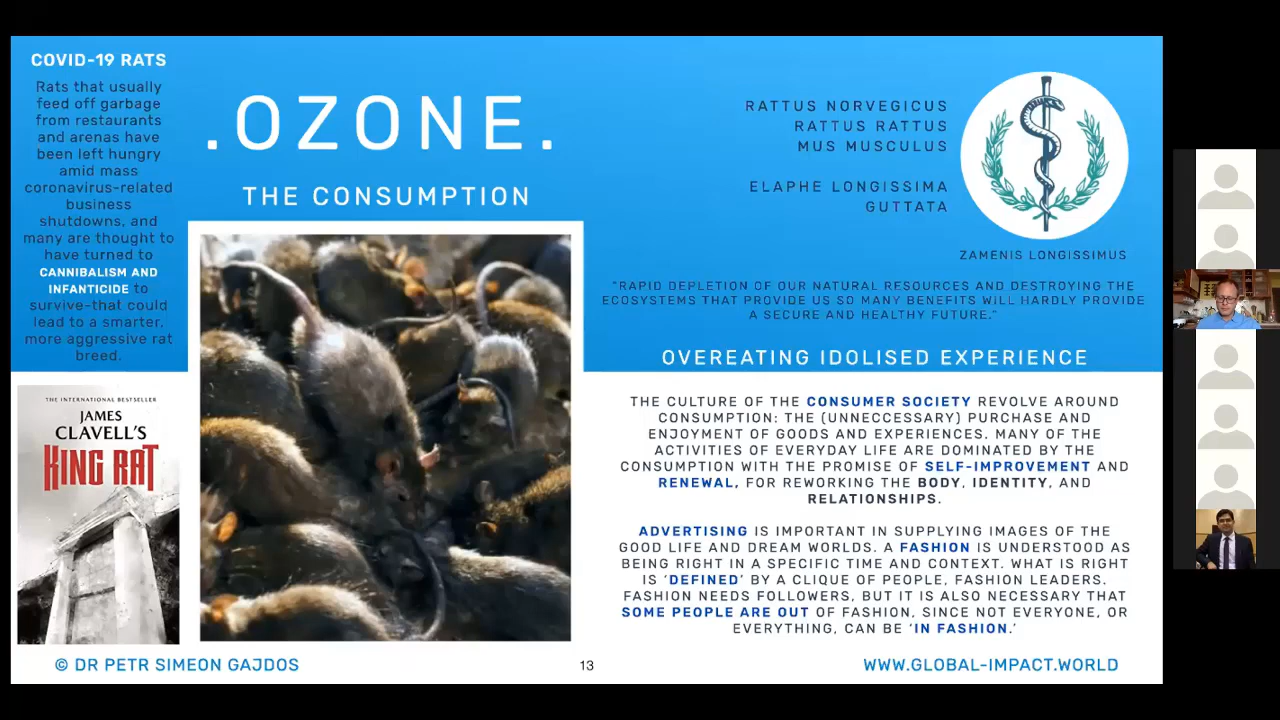 COVID-19 RATS
Rats that usually
feed off garbage
from restaurants
and arenas have
been left hungry
amid mass
coronavirus-related
business
shutdowns, and
many are thought to
have turned to
CANNIBALISM AND
INFANTICIDE to
survive-that could
lead to a smarter,
more aggressive rat
breed.
THE INTERNATIONAL BESTSELLER
JAMES
CLAVELL'S
KING RAT
.OZONE.
THE CONSUMPTION
RATTUS NORVEGICUS
RATTUS RATTUS
MUS MUSCULUS
ELAPHE LONGISSIMA
GUTTATA
ZAMENIS LONGISSIMUS
"RAPID DEPLETION OF OUR NATURAL RESOURCES AND DESTROYING THE
ECOSYSTEMS THAT PROVIDE US SO MANY BENEFITS WILL HARDLY PROVIDE
A SECURE AND HEALTHY FUTURE."
OVEREATING IDOLISED EXPERIENCE
THE CULTURE OF THE CONSUMER SOCIETY REVOLVE AROUND
CONSUMPTION: THE (UNNECCESSARY) PURCHASE AND
ENJOYMENT OF GOODS AND EXPERIENCES. MANY OF THE
ACTIVITIES OF EVERYDAY LIFE ARE DOMINATED BY THE
CONSUMPTION WITH THE PROMISE OF SELF-IMPROVEMENT AND
RENEWAL, FOR REWORKING THE BODY, IDENTITY, AND
RELATIONSHIPS.
ADVERTISING IS IMPORTANT IN SUPPLYING IMAGES OF THE
GOOD LIFE AND DREAM WORLDS. A FASHION IS UNDERSTOOD AS
BEING RIGHT IN A SPECIFIC TIME AND CONTEXT. WHAT IS RIGHT
IS 'DEFINED' BY A CLIQUE OF PEOPLE, FASHION LEADERS.
FASHION NEEDS FOLLOWERS, BUT IT IS ALSO NECESSARY THAT
SOME PEOPLE ARE OUT OF FASHION, SINCE NOT EVERYONE, OR
EVERYTHING, CAN BE 'IN FASHION.'
© DR PETR SIMEON GAJDOS
13
WWW.GLOBAL-IMPACT.WORLD